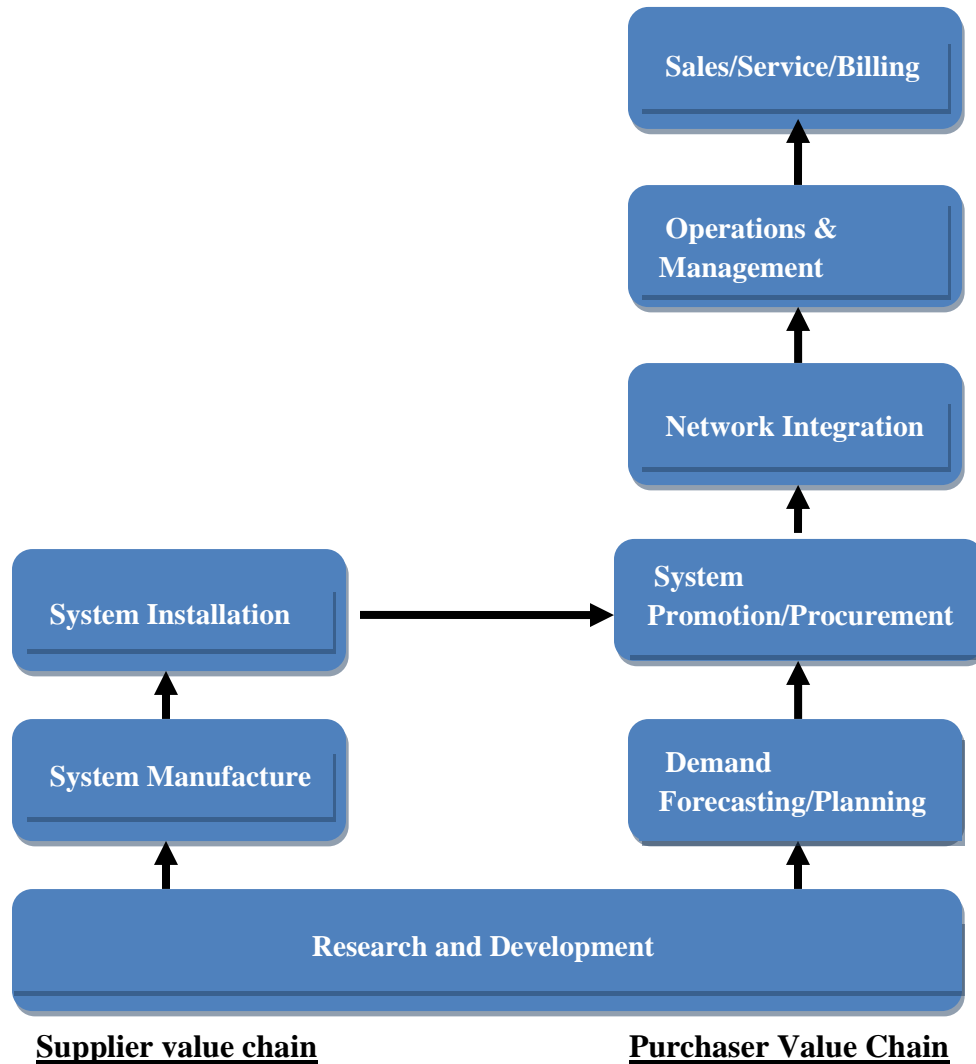 Sales/Service/Billing
Operations &
Management
Network Integration
System
Promotion/Procurement
System Installation
Demand
Forecasting/Planning
System Manufacture
Research and Development
Supplier value chain
Purchaser Value Chain